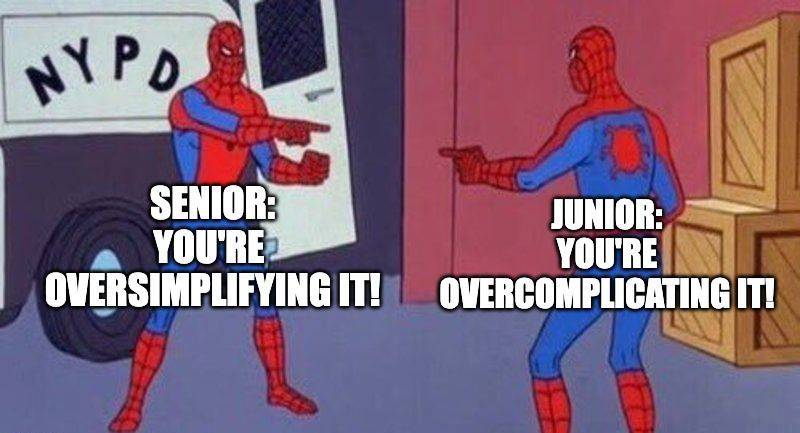 NYPD
SENIOR:
YOU'RE
OVERSIMPLIFYING IT!
JUNIOR:
YOU'RE
OVERCOMPLICATING IT!